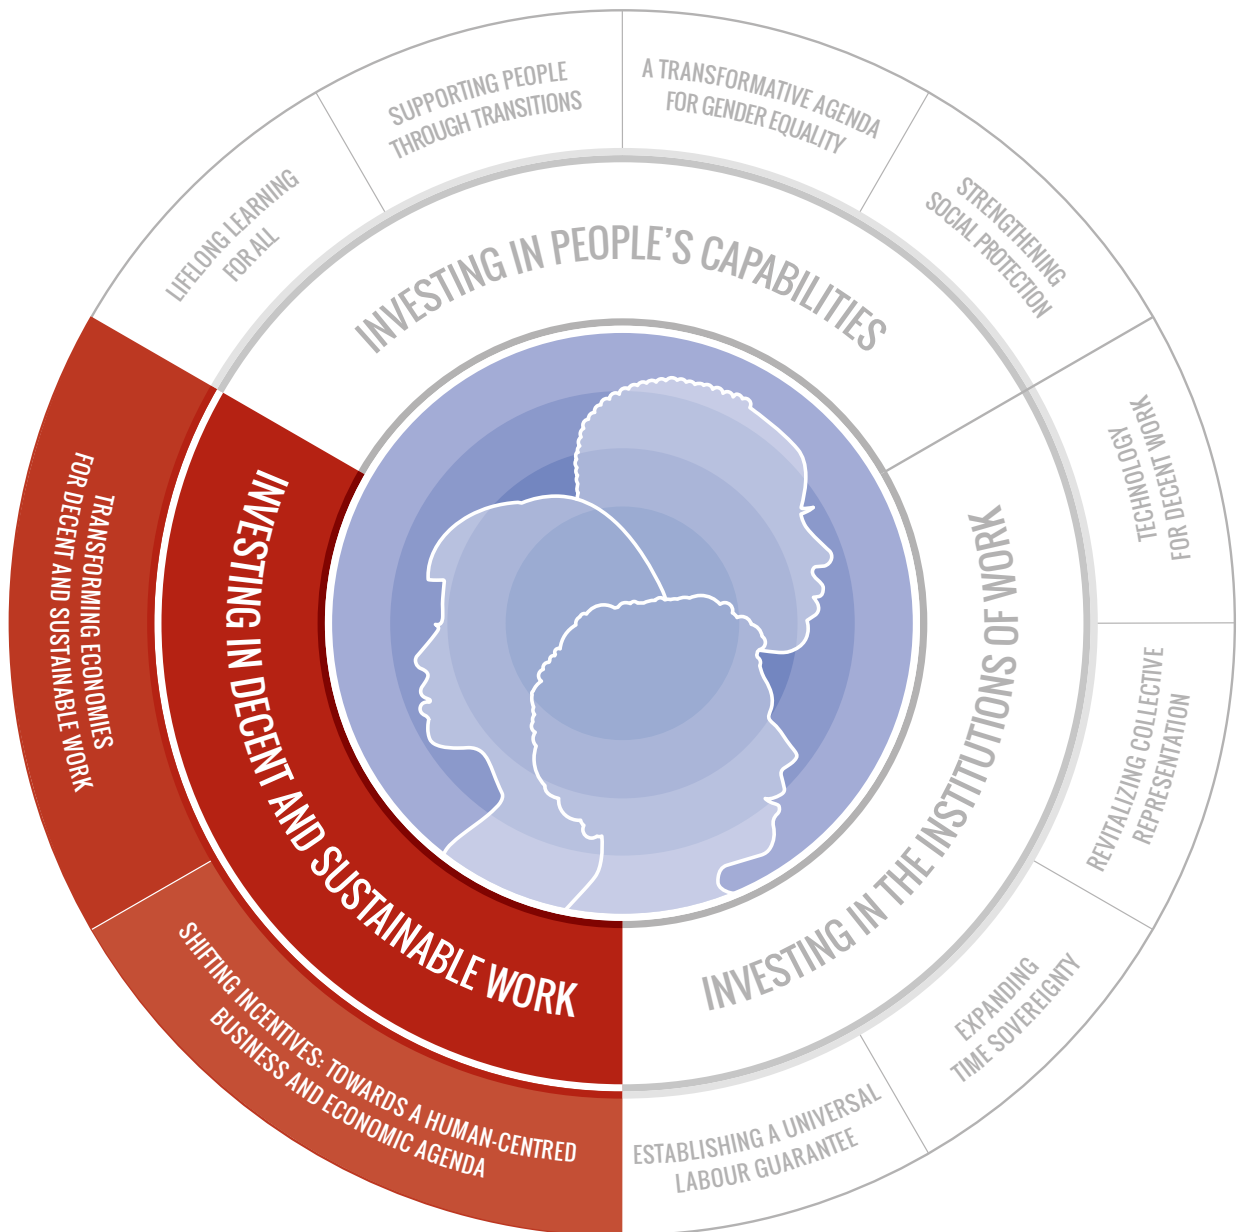 SUPPORTING PEOPLE
THROUGH TRANSITIONS
A TRANSFORMATIVE AGENDA
FOR GENDER EQUALITY
LIFELONG LEARNING
FOR ALL
STRENGTHENING
SOCIAL PROTECTION
INVESTING IN PEOPLE'S CAPABILITIES
TECHNOLOGY
FOR DECENT WORK
REVITALIZING COLLECTIVE
REPRESENTATION
EXPANDING
TIME SOVEREIGNTY
ESTABLISHING A UNIVERSAL
LABOUR GUARANTEE
INVESTING IN THE INSTITUTIONS OF WORK
TRANSFORMING ECONOMIES
FOR DECENT AND SUSTAINABLE WORK
INVESTING IN DECENT AND SUSTAINABLE WORK
SHIFTING INCENTIVES: TOWARDS A HUMAN-CENTRED
BUSINESS AND ECONOMIC AGENDA